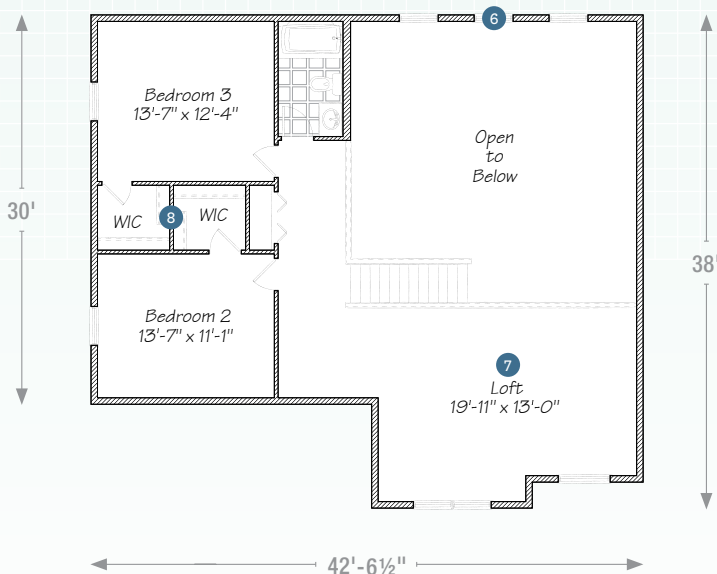 6
Bedroom 3
13'-7" x 12'-4"
Open
to
Below
30'
WIC
8
WIC
38'
Bedroom 2
13'-7" x 11'-1"
7
Loft
19'-11" x 13'-0"
42'-6½"